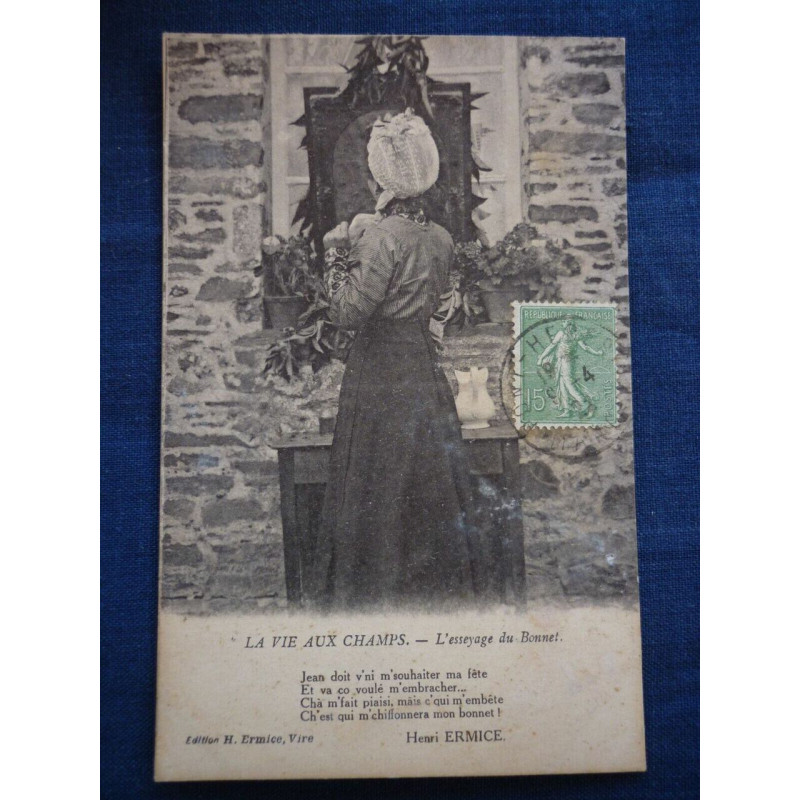 REPUBLIQUE FRANÇAISE
15
4
LA VIE AUX CHAMPS. — L'esseyage du Bonnet.
Jean doit v'ni m'souhaiter ma fête
Et va co voulé m'embracher...
Chà m'fait piaisi, mais c'qui m'embête
Ch'est qui m'chiffonnera mon bonnet !
Edition H. Ermice, Vire
Henri ERMICE.